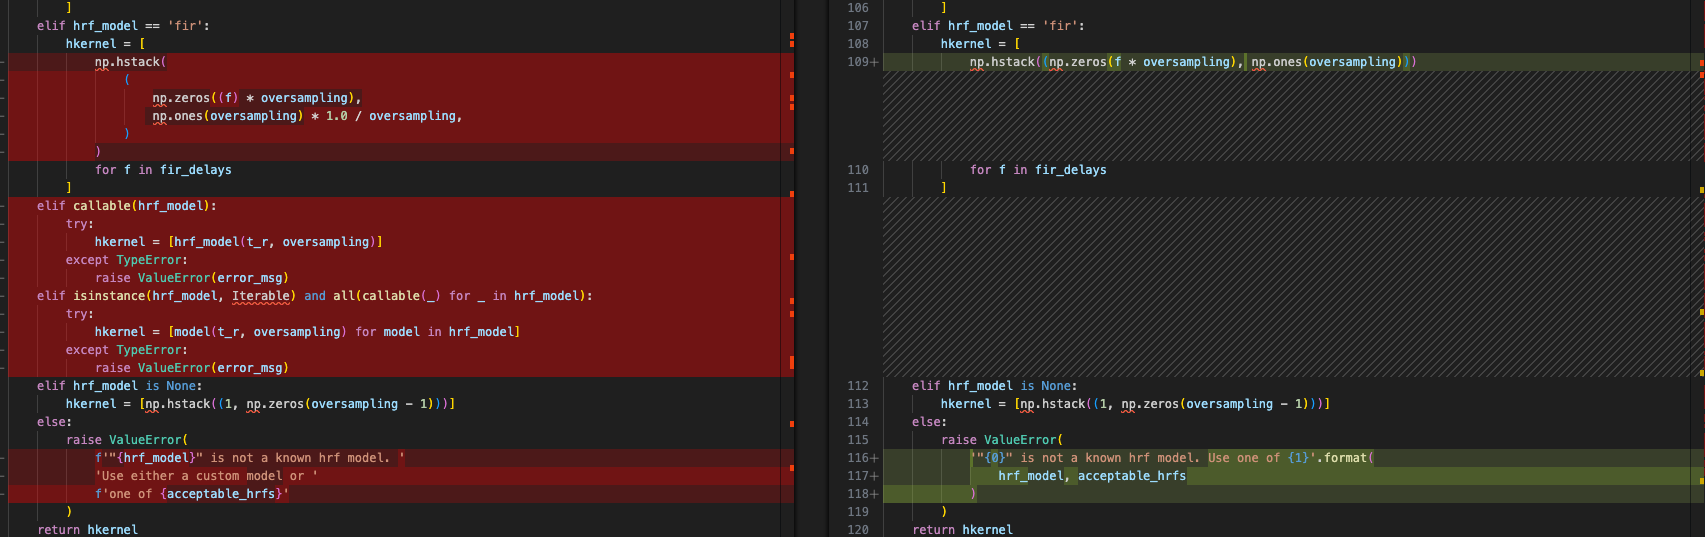 ]
elif hrf_model == 'fir':
hkernel = [
np.hstack(
(
np.zeros((f) * oversampling),
np.ones(oversampling) * 1.0 / oversampling,
)
)
for f in fir_delays
]
elif callable(hrf_model):
try:
hkernel = [hrf_model(t_r, oversampling)]
except TypeError:
raise ValueError(error_msg)
elif isinstance(hrf_model, Iterable) and all(callable(_) for _ in hrf_model):
try:
hkernel = [model(t_r, oversampling) for model in hrf_model]
except TypeError:
raise ValueError(error_msg)
elif hrf_model is None:
hkernel = [np.hstack((1, np.zeros(oversampling - 1)))]
else:
raise ValueError(
f'"{hrf_model}" is not a known hrf model. '
'Use either a custom model or '
f'one of {acceptable_hrfs}'
)
return hkernel
106 ]
107 elif hrf_model == 'fir':
108 hkernel = [
109+ np.hstack((np.zeros(f * oversampling), np.ones(oversampling)))
110 for f in fir_delays
111 ]
112 elif hrf_model is None:
113 hkernel = [np.hstack((1, np.zeros(oversampling - 1)))]
114 else:
115 raise ValueError(
116+ '"{0}" is not a known hrf model. Use one of {1}'.format(
117+ hrf_model, acceptable_hrfs
118+ )
119 )
120 return hkernel